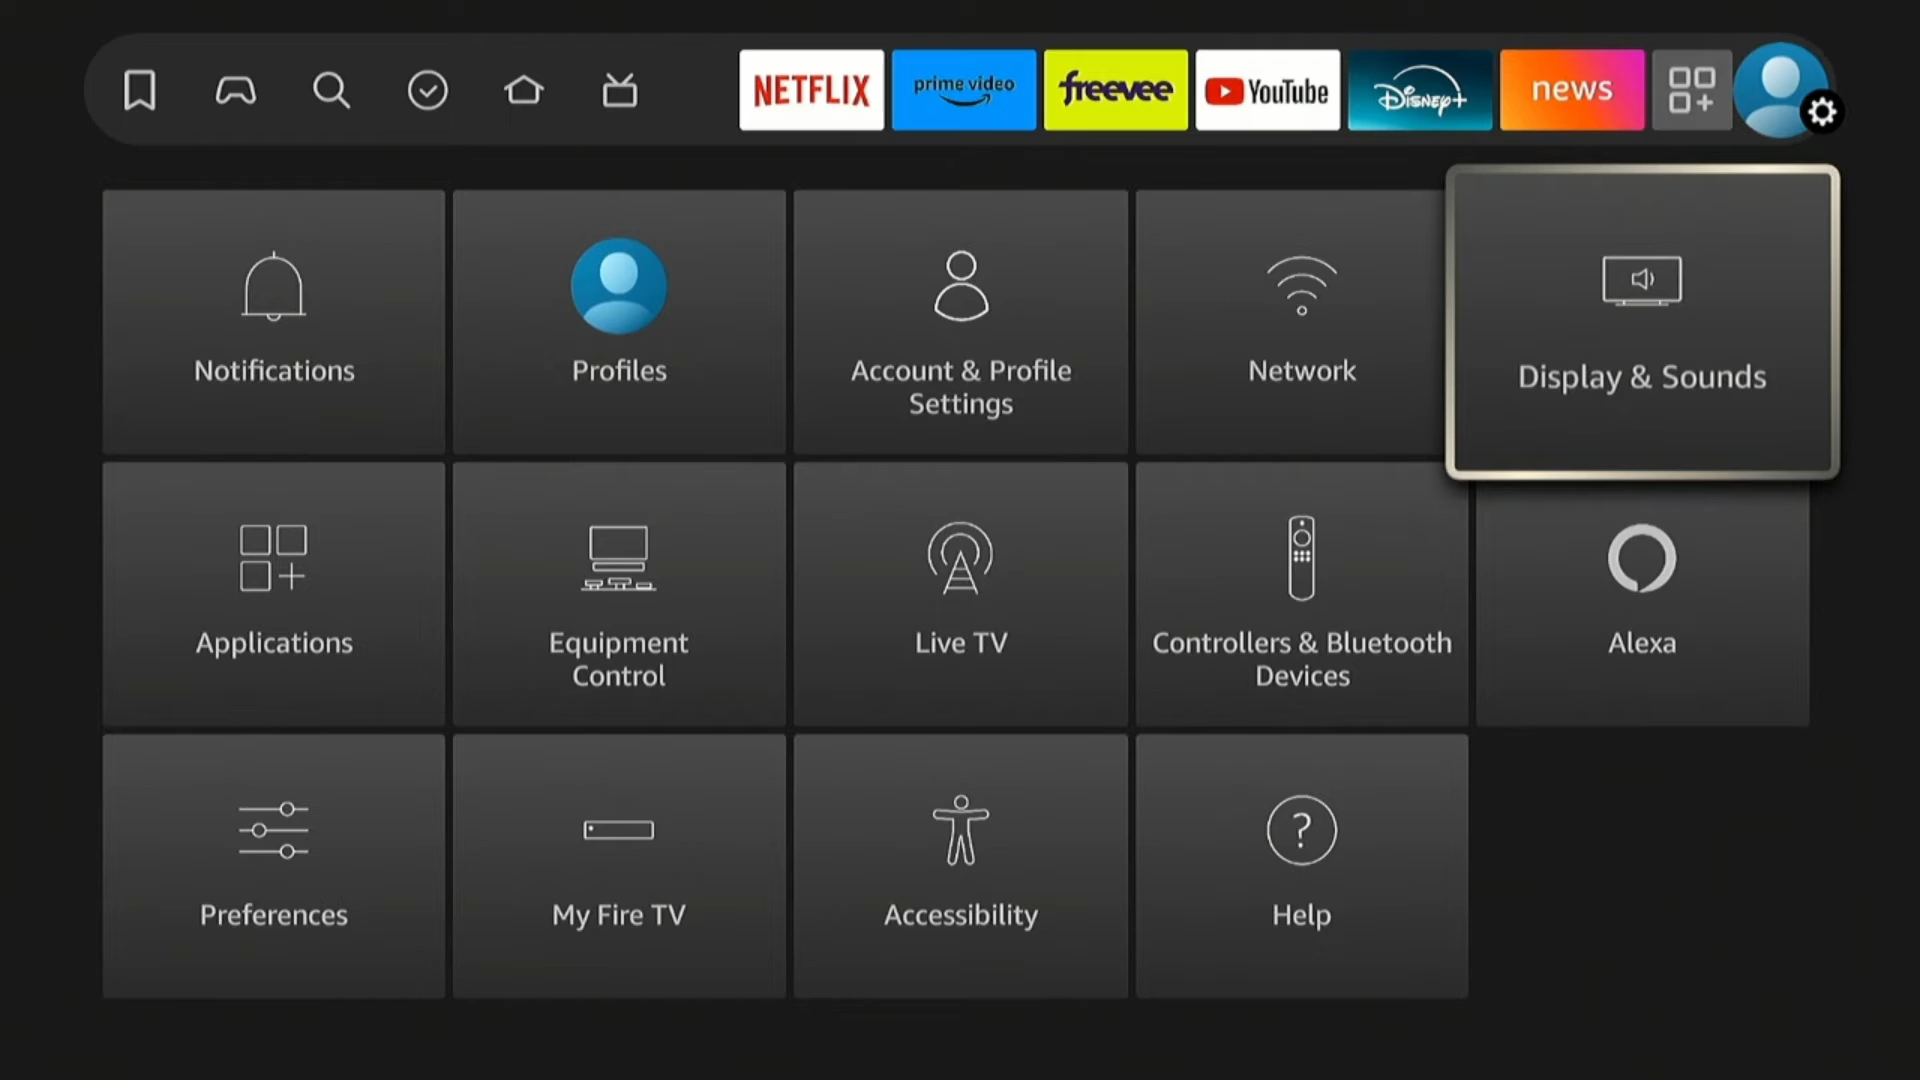 NETFLIX
prime video
freevee
YouTube
Disney+
news
Notifications
Profiles
Account & Profile
Settings
Network
Display & Sounds
Applications
Equipment
Control
Live TV
Controllers & Bluetooth
Devices
Alexa
Preferences
My Fire TV
Accessibility
?
Help